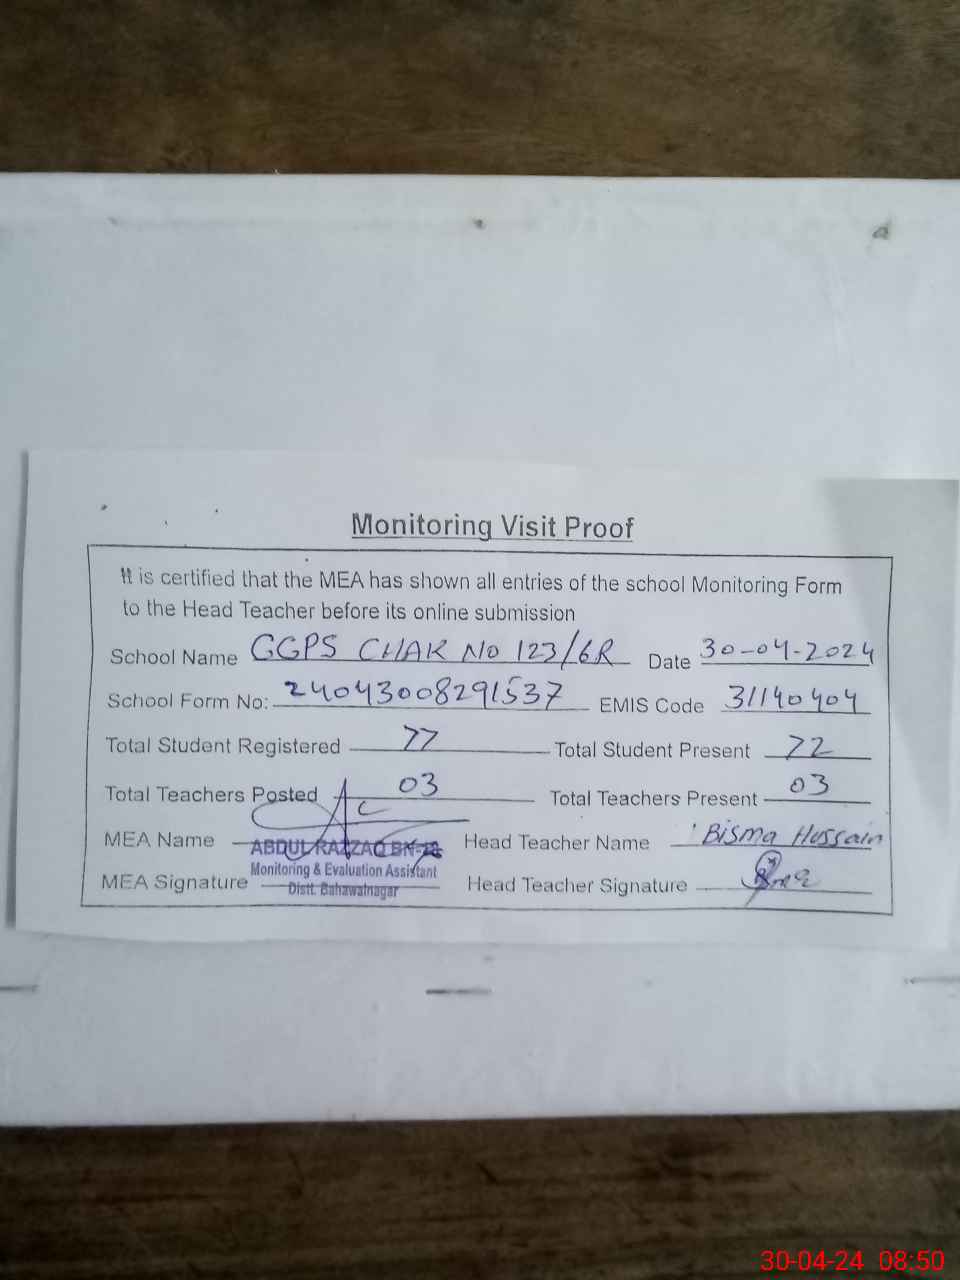 Monitoring Visit Proof
It is certified that the MEA has shown all entries of the school Monitoring Form
to the Head Teacher before its online submission
School Name GGPS CHAK No 123/6R Date 30-04-2024
School Form No: 24043008291537 EMIS Code 31140404
Total Student Registered 77 Total Student Present 72
Total Teachers Posted 03 Total Teachers Present 03
MEA Name ABDUL RAZZAQ Head Teacher Name Bisma Hussain
Monitoring & Evaluation Assistant
MEA Signature Distt. Bahawalnagar Head Teacher Signature
30-04-24 08:50